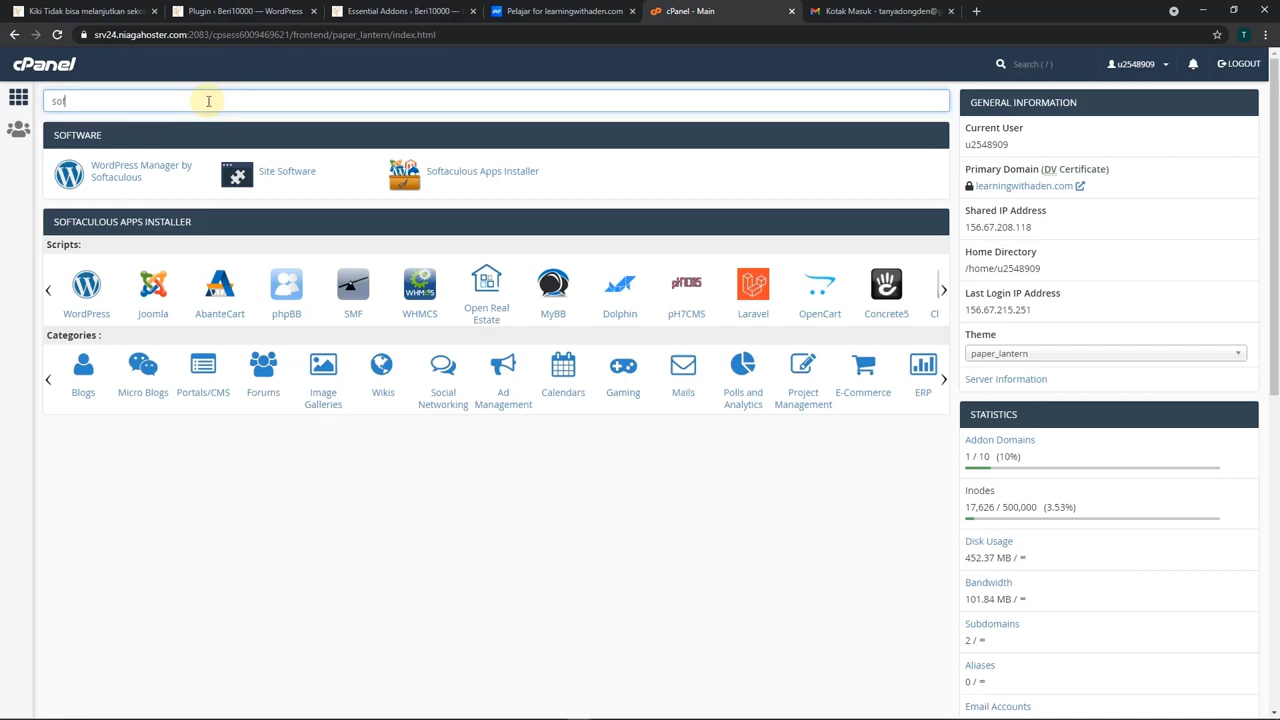 Kiki Tidak bisa melanjutkan sekol
Plugin ‹ Beri10000 — WordPress
Essential Addons ‹ Beri10000 — W
Pelajar for learningwithaden.com
cPanel - Main
Kotak Masuk - tanyadongden@g
srv24.niagahoster.com:2083/cpsess6009469621/frontend/paper_lantern/index.html
T
cPanel
Search ( / )
u2548909
LOGOUT
sof
SOFTWARE
WordPress Manager by
Softaculous
Site Software
Softaculous Apps Installer
SOFTACULOUS APPS INSTALLER
Scripts:
WordPress
Joomla
AbanteCart
phpBB
SMF
WHMCS
WHMCS
Open Real
Estate
MyBB
Dolphin
pH7CMS
pH7CMS
Laravel
OpenCart
Concrete5
Cl
Categories :
Blogs
Micro Blogs
Portals/CMS
Forums
Image
Galleries
Wikis
Social
Networking
Ad
Management
Calendars
Gaming
Mails
Polls and
Analytics
Project
Management
E-Commerce
ERP
GENERAL INFORMATION
Current User
u2548909
Primary Domain (DV Certificate)
learningwithaden.com
Shared IP Address
156.67.208.118
Home Directory
/home/u2548909
Last Login IP Address
156.67.215.251
Theme
paper_lantern
Server Information
STATISTICS
Addon Domains
1 / 10 (10%)
Inodes
17,626 / 500,000 (3.53%)
Disk Usage
452.37 MB / ∞
Bandwidth
101.84 MB / ∞
Subdomains
2 / ∞
Aliases
0 / ∞
Email Accounts